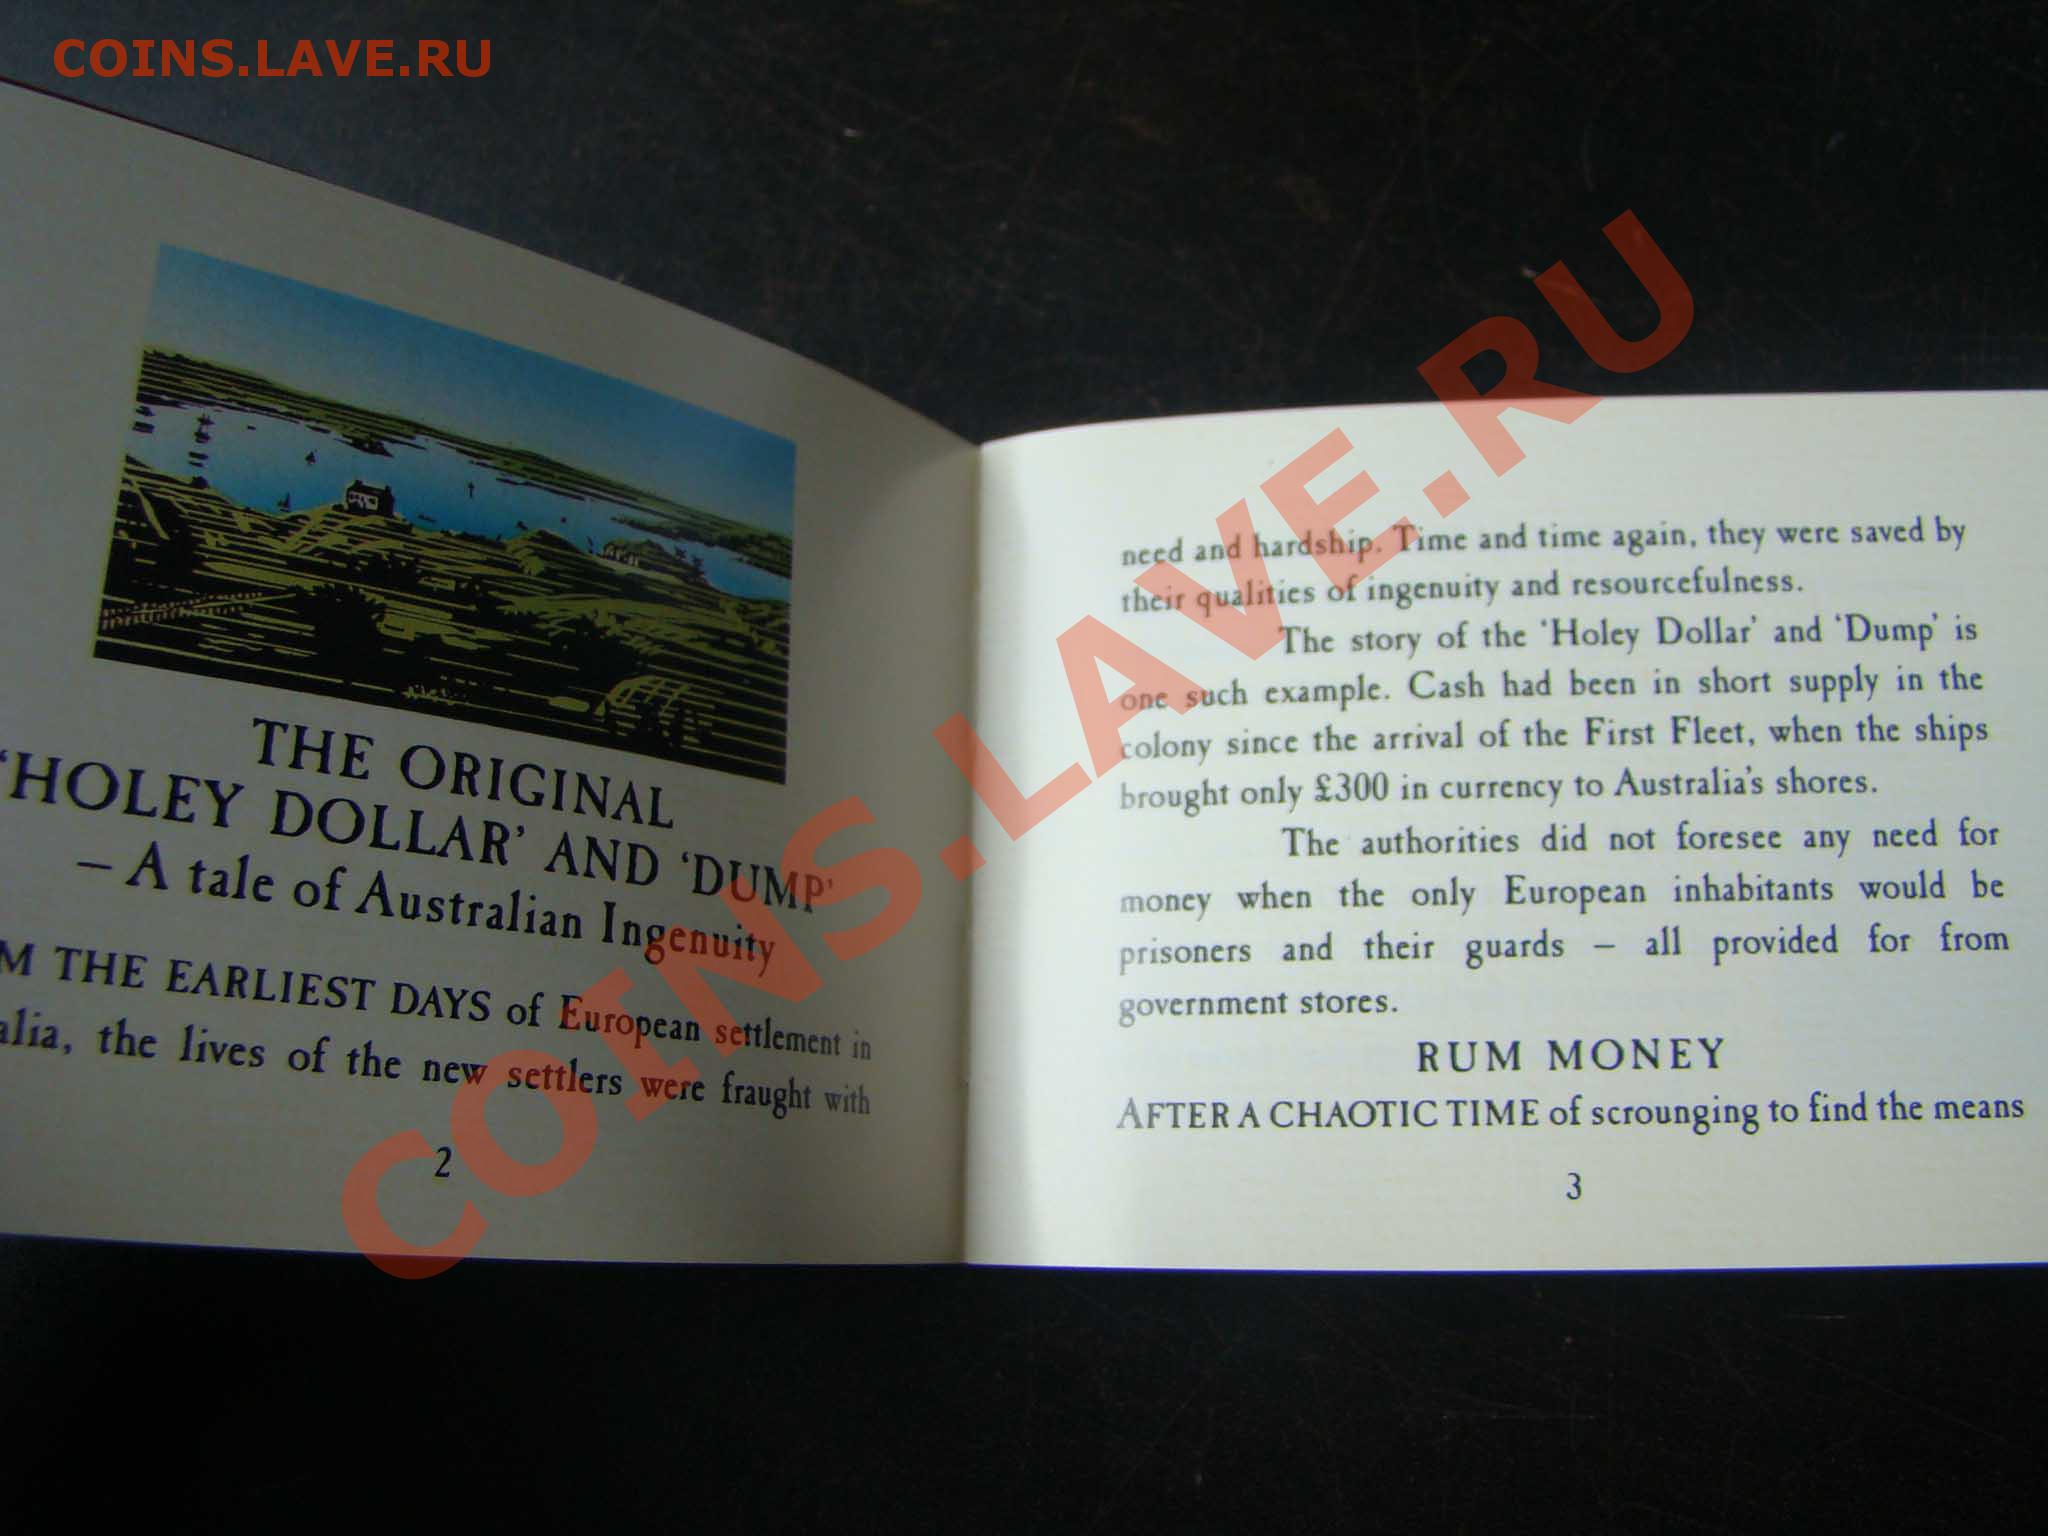 COINS.LAVE.RU
THE ORIGINAL
'HOLEY DOLLAR' AND 'DUMP'
– A tale of Australian Ingenuity
M THE EARLIEST DAYS of European settlement in
alia, the lives of the new settlers were fraught with
2
need and hardship. Time and time again, they were saved by
their qualities of ingenuity and resourcefulness.
The story of the 'Holey Dollar' and 'Dump' is
one such example. Cash had been in short supply in the
colony since the arrival of the First Fleet, when the ships
brought only £300 in currency to Australia's shores.
The authorities did not foresee any need for
money when the only European inhabitants would be
prisoners and their guards – all provided for from
government stores.
RUM MONEY
AFTER A CHAOTIC TIME of scrounging to find the means
3
COINS.LAVE.RU